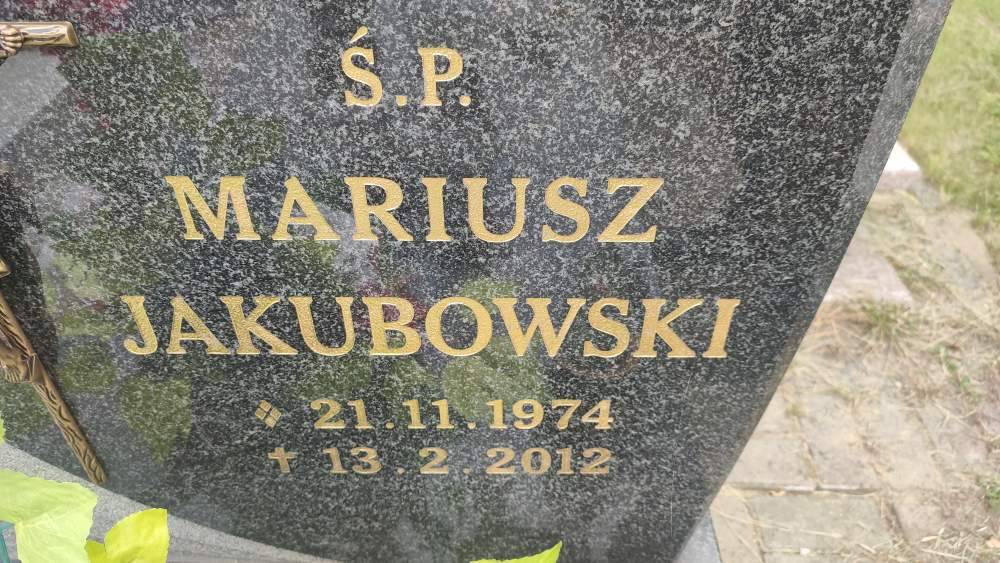 Ś.P.
MARIUSZ
JAKUBOWSKI
21.11.1974
13.2.2012